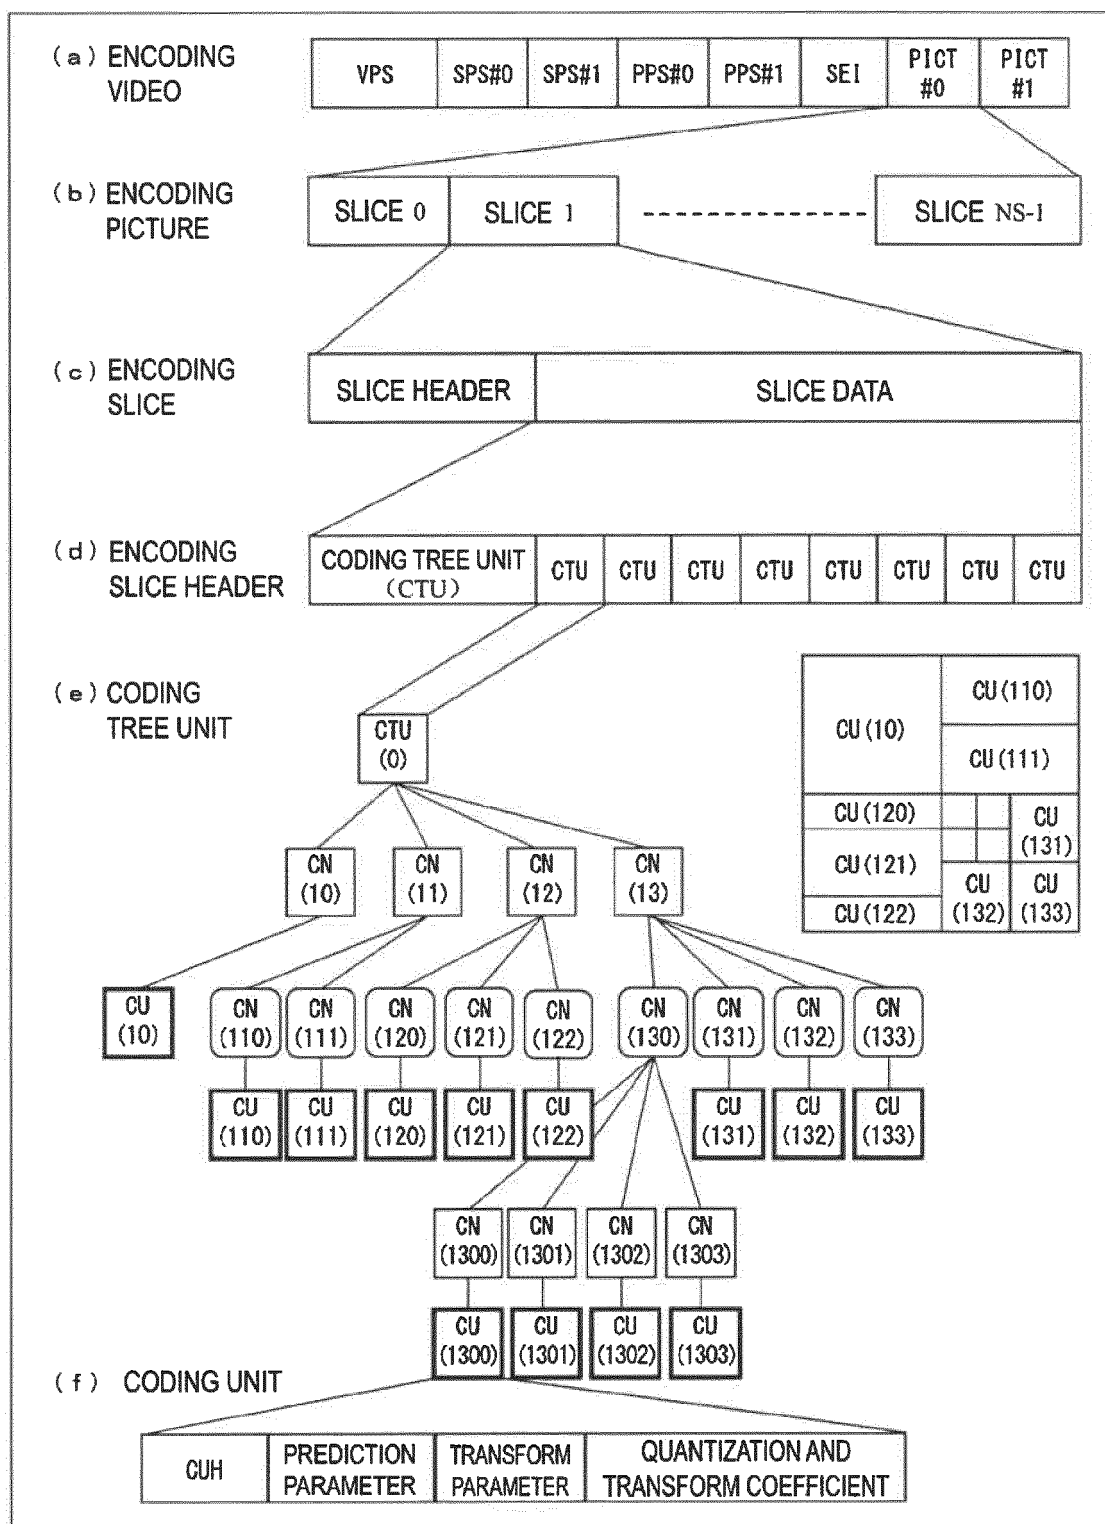 (a) ENCODING
VIDEO
VPS
SPS#0
SPS#1
PPS#0
PPS#1
SEI
PICT
#0
PICT
#1
(b) ENCODING
PICTURE
SLICE 0
SLICE 1
SLICE NS-1
(c) ENCODING
SLICE
SLICE HEADER
SLICE DATA
(d) ENCODING
SLICE HEADER
CODING TREE UNIT
(CTU)
CTU
CTU
CTU
CTU
CTU
CTU
CTU
CTU
(e) CODING
TREE UNIT
CTU
(0)
CU(10)
CU(110)
CU(111)
CU(120)
CU(121)
CU(122)
CU
(131)
CU
(132)
CU
(133)
CN
(10)
CN
(11)
CN
(12)
CN
(13)
CU
(10)
CN
(110)
CN
(111)
CN
(120)
CN
(121)
CN
(122)
CN
(130)
CN
(131)
CN
(132)
CN
(133)
CU
(110)
CU
(111)
CU
(120)
CU
(121)
CU
(122)
CU
(131)
CU
(132)
CU
(133)
CN
(1300)
CN
(1301)
CN
(1302)
CN
(1303)
CU
(1300)
CU
(1301)
CU
(1302)
CU
(1303)
(f) CODING UNIT
CUH
PREDICTION
PARAMETER
TRANSFORM
PARAMETER
QUANTIZATION AND
TRANSFORM COEFFICIENT